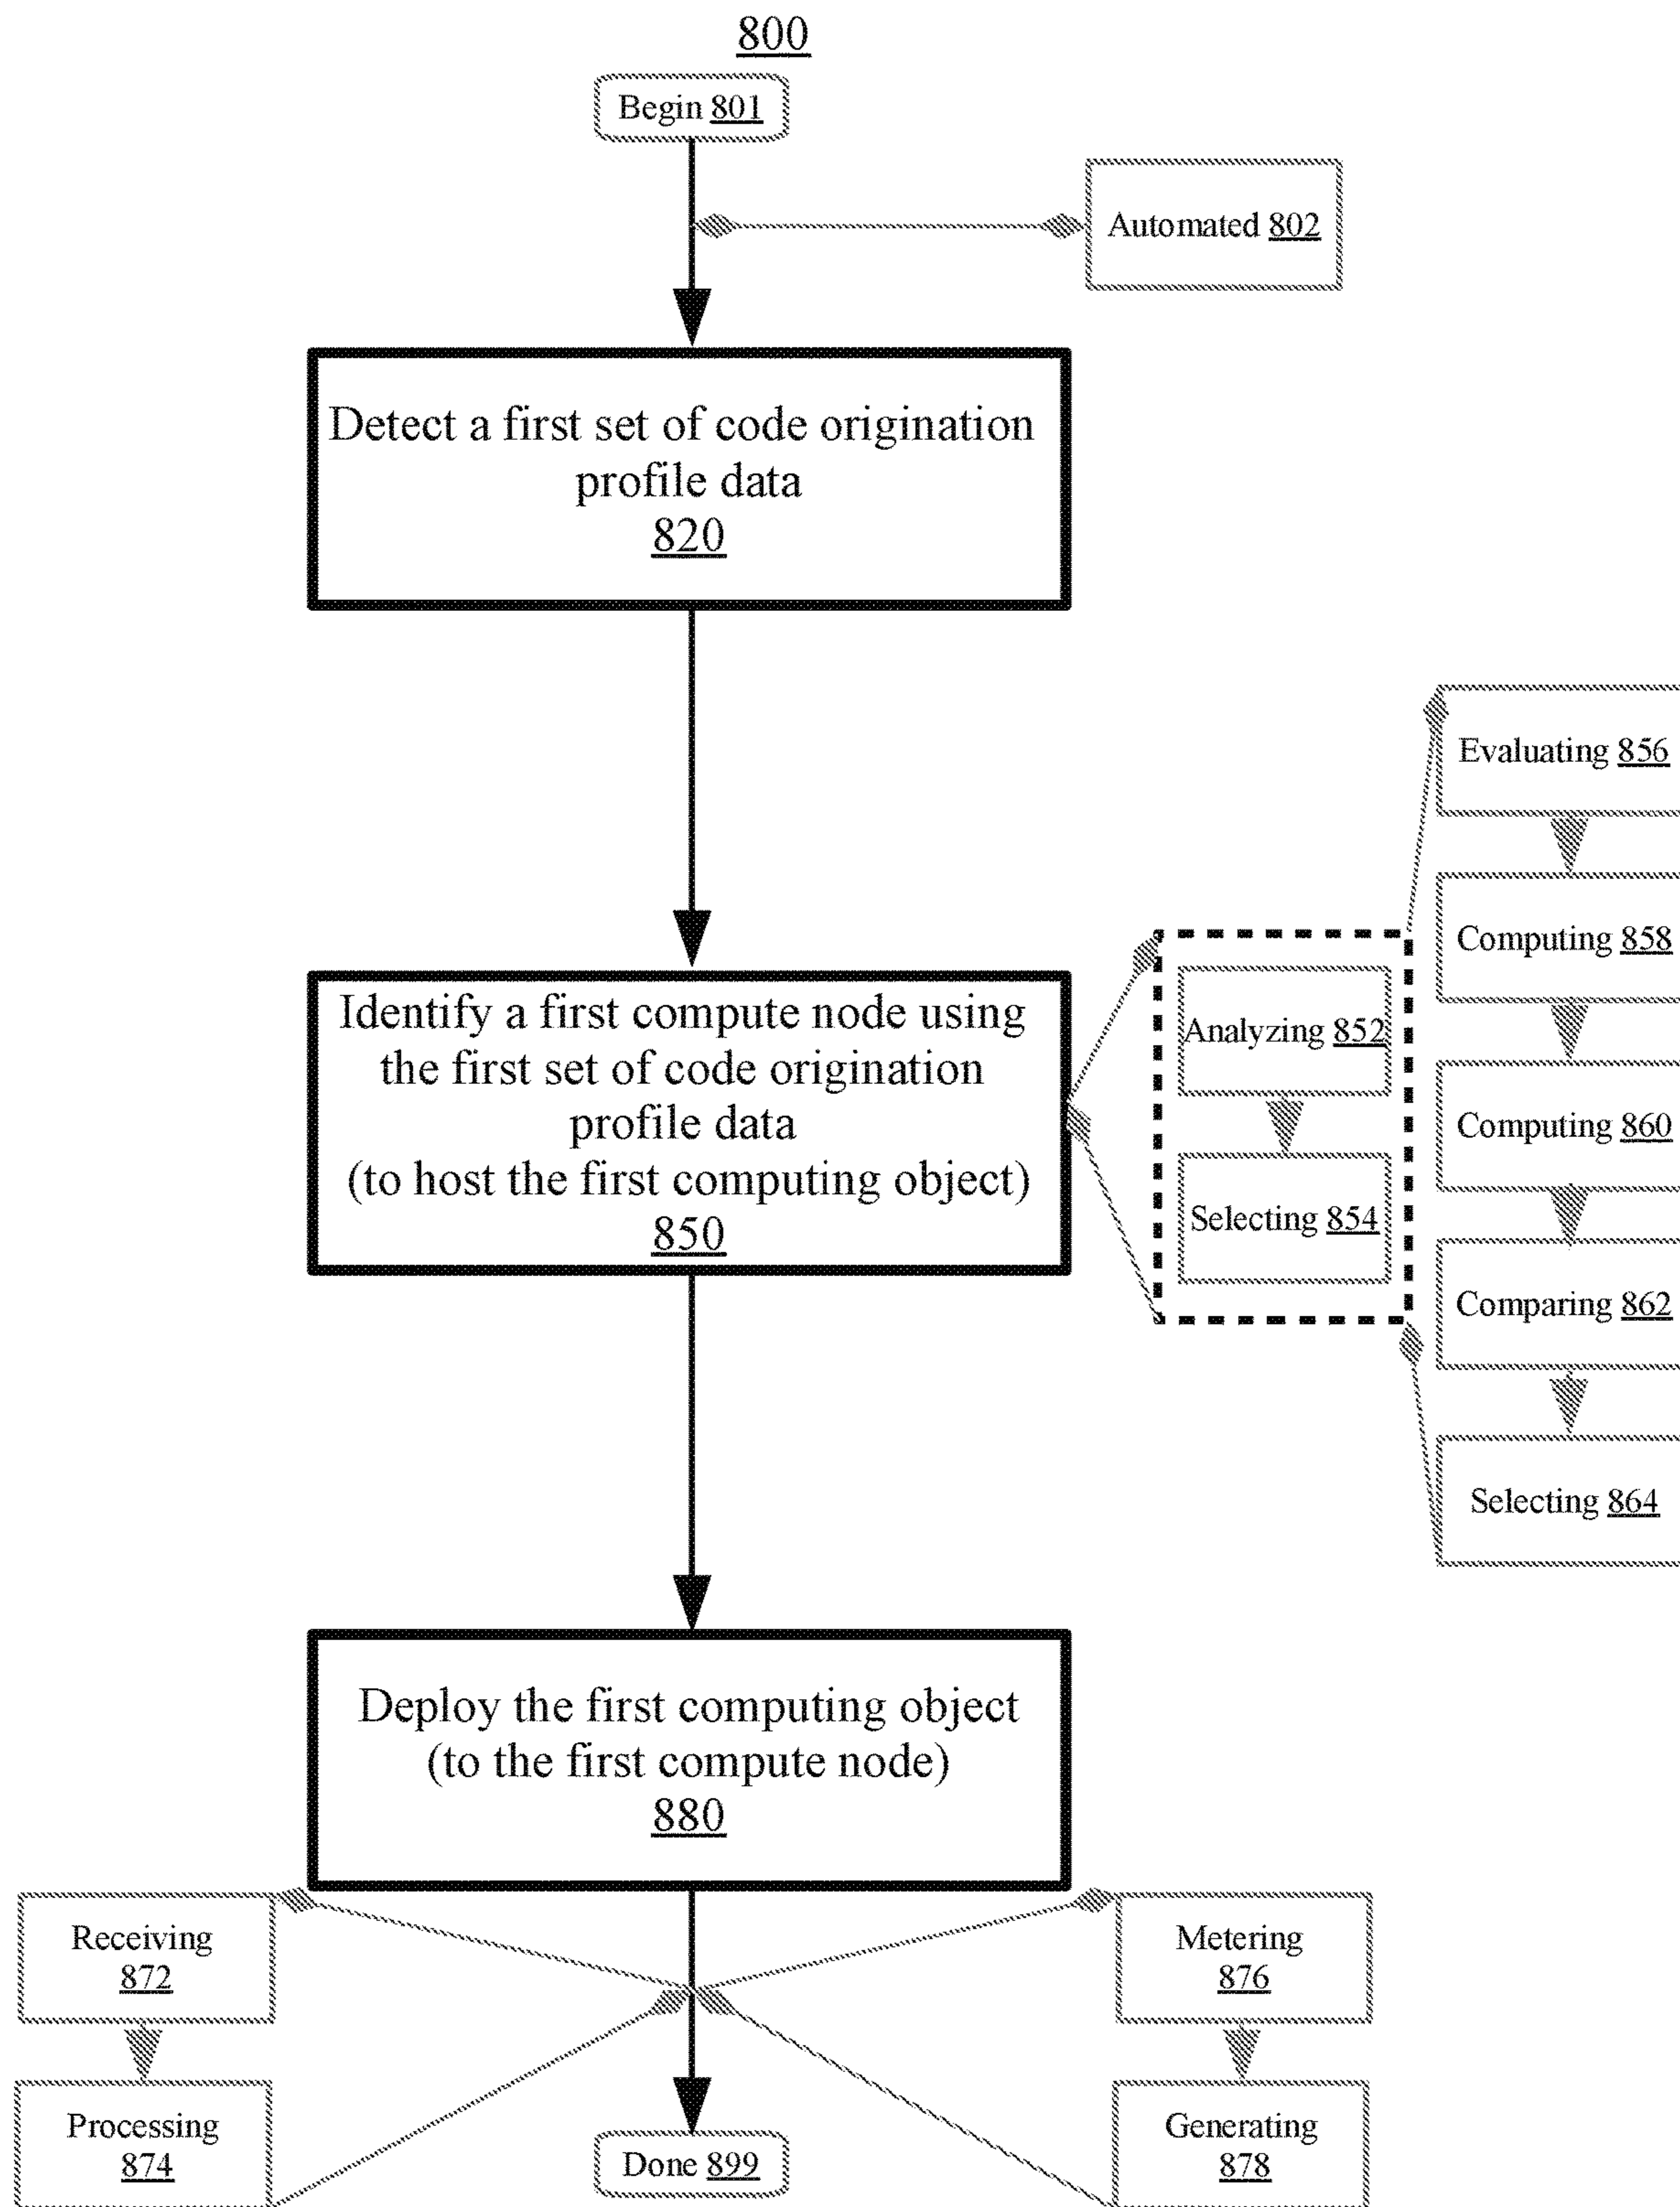 800
Begin 801
Automated 802
Detect a first set of code origination
profile data
820
Identify a first compute node using
the first set of code origination
profile data
(to host the first computing object)
850
Analyzing 852
Selecting 854
Evaluating 856
Computing 858
Computing 860
Comparing 862
Selecting 864
Deploy the first computing object
(to the first compute node)
880
Receiving
872
Processing
874
Metering
876
Generating
878
Done 899